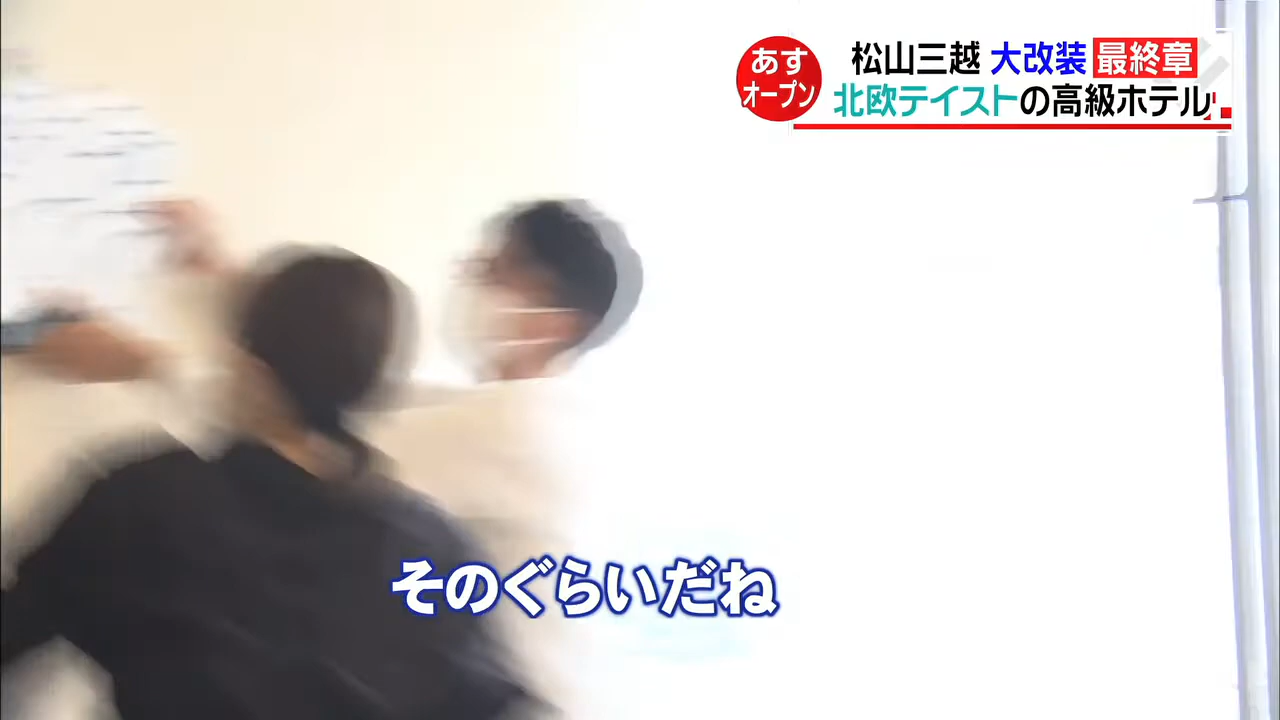 あす
オープン
松山三越 大改装 最終章
北欧テイストの高級ホテル
そのぐらいだね